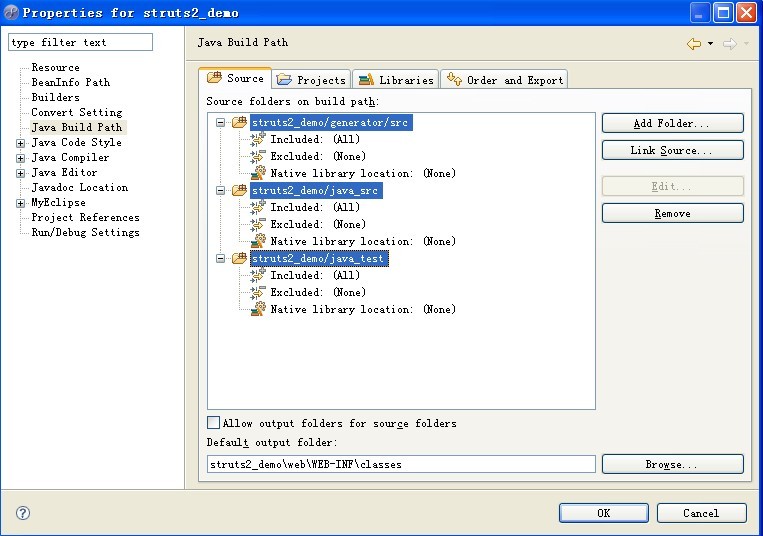 Properties for struts2_demo
type filter text
Resource
BeanInfo Path
Builders
Convert Setting
Java Build Path
Java Code Style
Java Compiler
Java Editor
Javadoc Location
MyEclipse
Project References
Run/Debug Settings
Java Build Path
Source Projects Libraries Order and Export
Source folders on build path:
struts2_demo/generator/src
Included: (All)
Excluded: (None)
Native library location: (None)
struts2_demo/java_src
Included: (All)
Excluded: (None)
Native library location: (None)
struts2_demo/java_test
Included: (All)
Excluded: (None)
Native library location: (None)
Add Folder...
Link Source...
Edit...
Remove
Allow output folders for source folders
Default output folder:
struts2_demo\web\WEB-INF\classes
Browse...
?
OK
Cancel